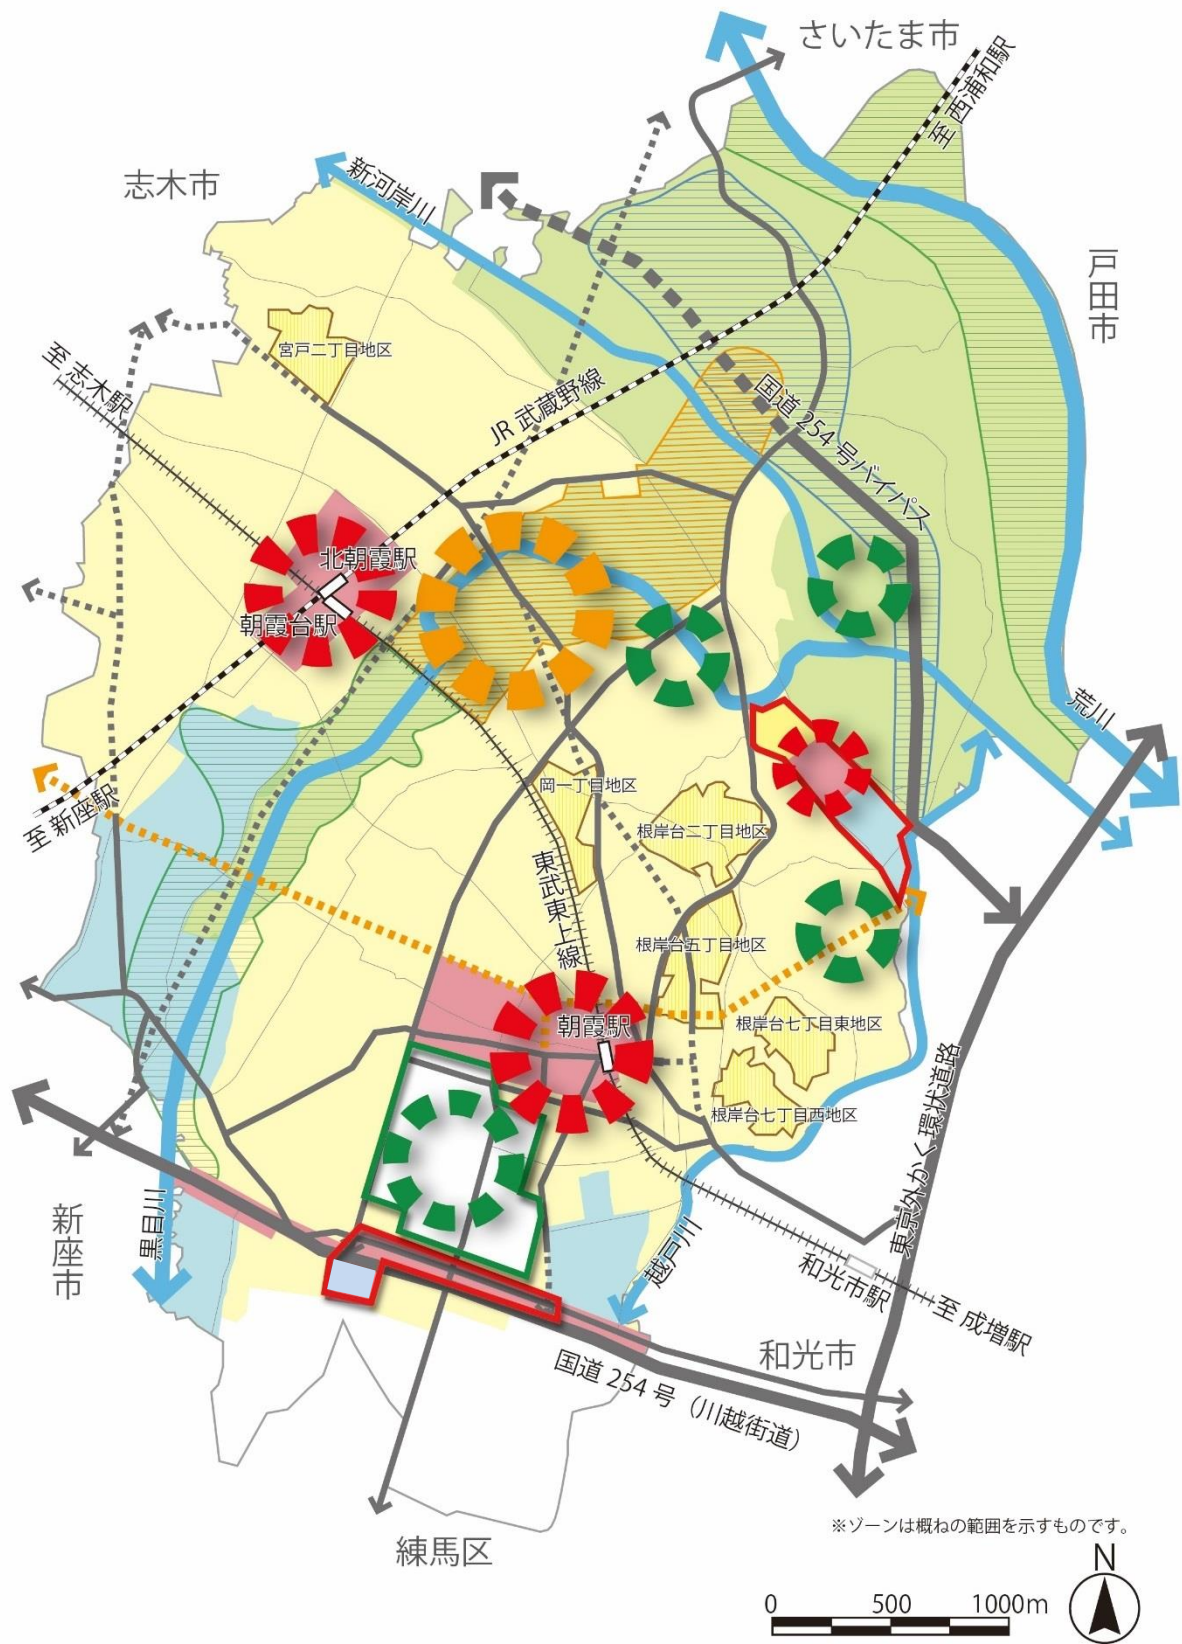 さいたま市
至 西浦和駅
志木市
新河岸川
戸田市
宮戸二丁目地区
至 志木駅
JR 武蔵野線
国道 254 号バイパス
北朝霞駅
朝霞台駅
荒川
至 新座駅
岡一丁目地区
根岸台二丁目地区
東武東上線
根岸台五丁目地区
朝霞駅
根岸台七丁目東地区
根岸台七丁目西地区
東京外かく環状道路
新座市
黒目川
越戸川
和光市駅
至 成増駅
和光市
国道 254 号（川越街道）
練馬区
※ゾーンは概ねの範囲を示すものです。
N
0 500 1000m